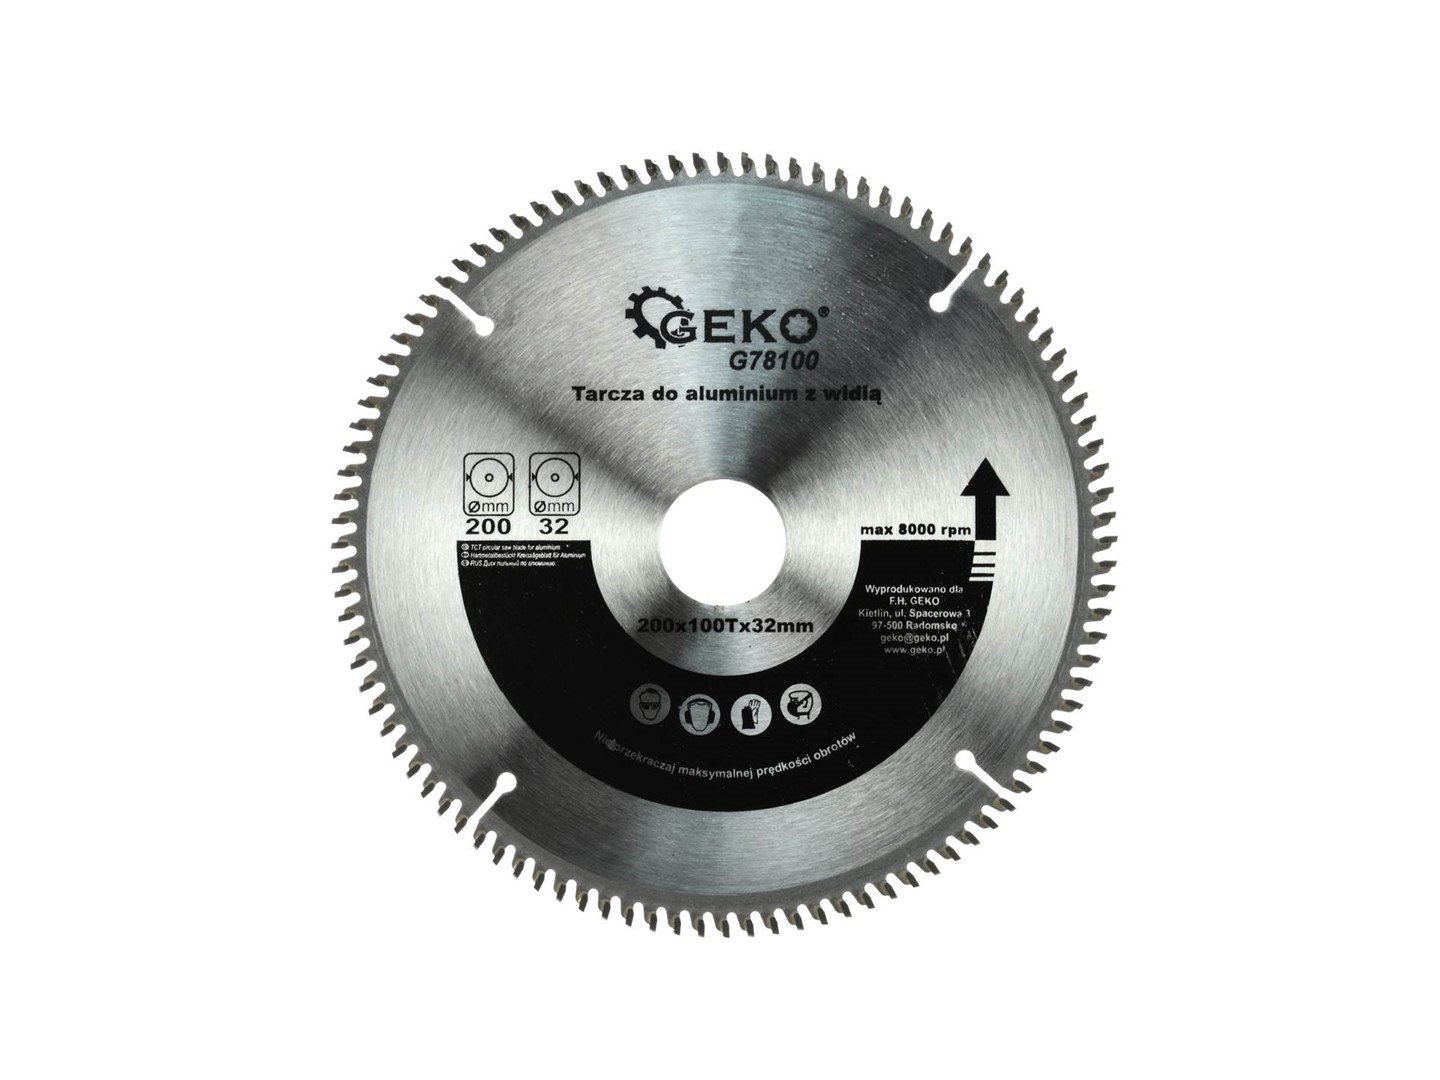 GEKO®
G78100
Tarcza do aluminium z widią
Ømm Ømm
200 32
TCT circular saw blade for aluminium
Hartmetallbestückt Kreissägeblatt für Aluminium
RUS Диск пильный по алюминию
max 8000 rpm
Wyprodukowano dla
F.H. GEKO
Kietlin, ul. Spacerowa 3
97-500 Radomsko
geko@geko.pl
www.geko.pl
200x100Tx32mm
Nie przekraczaj maksymalnej prędkości obrotów